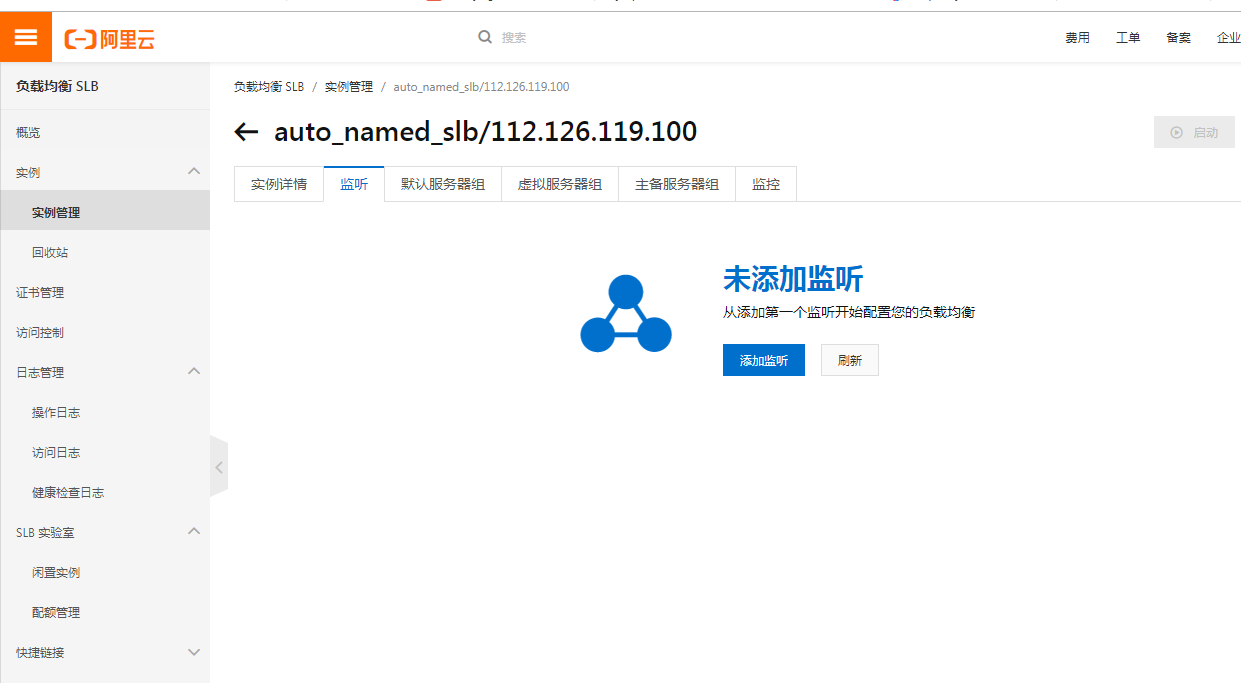 阿里云
搜索
费用
工单
备案
企业
负载均衡 SLB
概览
实例
实例管理
回收站
证书管理
访问控制
日志管理
操作日志
访问日志
健康检查日志
SLB 实验室
闲置实例
配额管理
快捷链接
负载均衡 SLB / 实例管理 / auto_named_slb/112.126.119.100
auto_named_slb/112.126.119.100
启动
实例详情
监听
默认服务器组
虚拟服务器组
主备服务器组
监控
未添加监听
从添加第一个监听开始配置您的负载均衡
添加监听
刷新